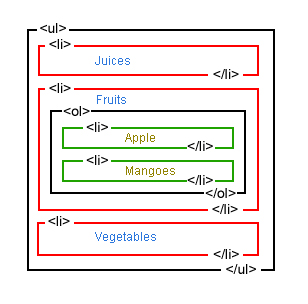 <ul>
<li>
Juices
</li>
<li>
Fruits
<ol>
<li>
Apple
</li>
<li>
Mangoes
</li>
</ol>
</li>
<li>
Vegetables
</li>
</ul>